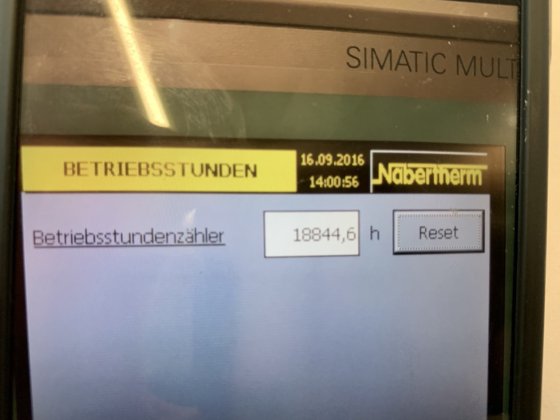 SIMATIC MULT
BETRIEBSSTUNDEN
16.09.2016
14:00:56
Nabertherm
Betriebsstundenzähler 18844,6 h Reset